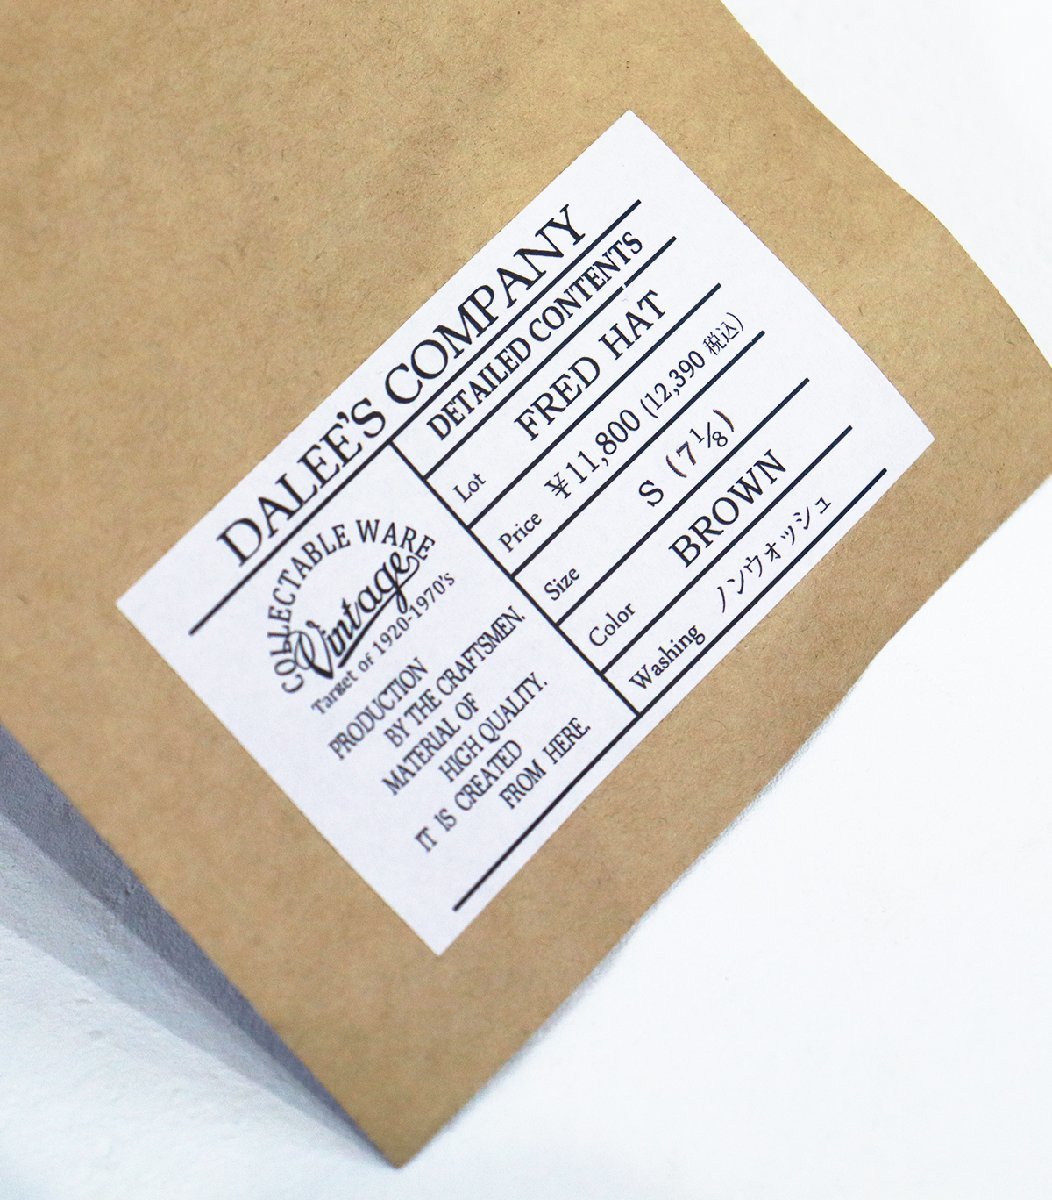 DALEE'S COMPANY
COLLECTABLE WARE
Vintage
Target of 1920-1970's
PRODUCTION
BY THE CRAFTSMEN.
MATERIAL OF
HIGH QUALITY.
IT IS CREATED
FROM HERE.
DETAILED CONTENTS
Lot FRED HAT
Price ¥11,800 (12,390 税込)
Size S (7⅛)
Color BROWN
Washing ノンウォッシュ